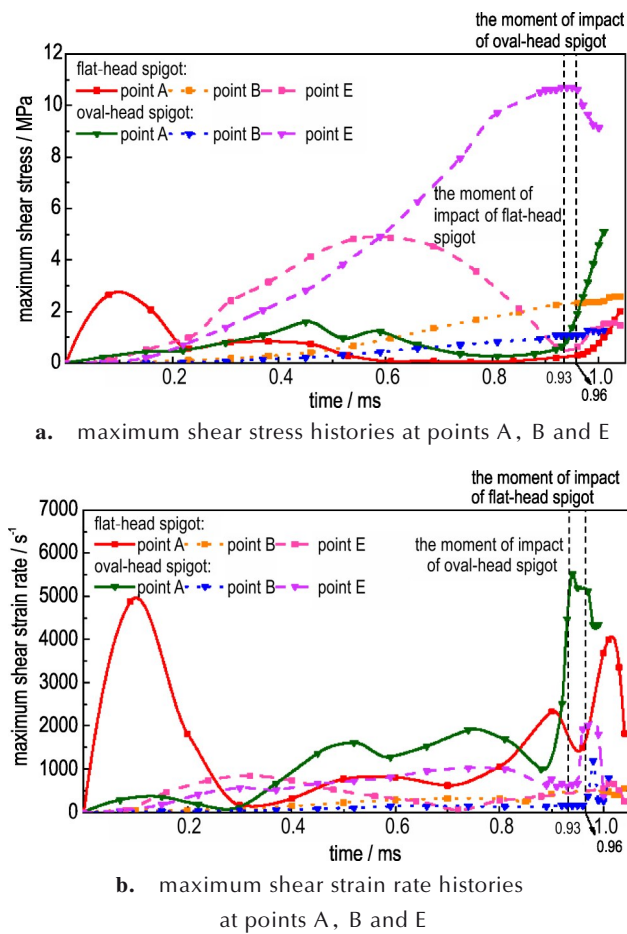 the moment of impact
of oval-head spigot
maximum shear stress / MPa
12
10
8
6
4
2
0
flat-head spigot:
point A point B point E
oval-head spigot:
point A point B point E
the moment of
impact of flat-head
spigot
0.2 0.4 0.6 0.8 1.0
0.93
0.96
time / ms
a. maximum shear stress histories at points A, B and E
the moment of impact
of flat-head spigot
maximum shear strain rate / s-1
7000
6000
5000
4000
3000
2000
1000
0
flat-head spigot:
point A point B point E
oval-head spigot:
point A point B point E
the moment of impact
of oval-head spigot
0.2 0.4 0.6 0.8 1.0
0.93
0.96
time / ms
b. maximum shear strain rate histories
at points A, B and E